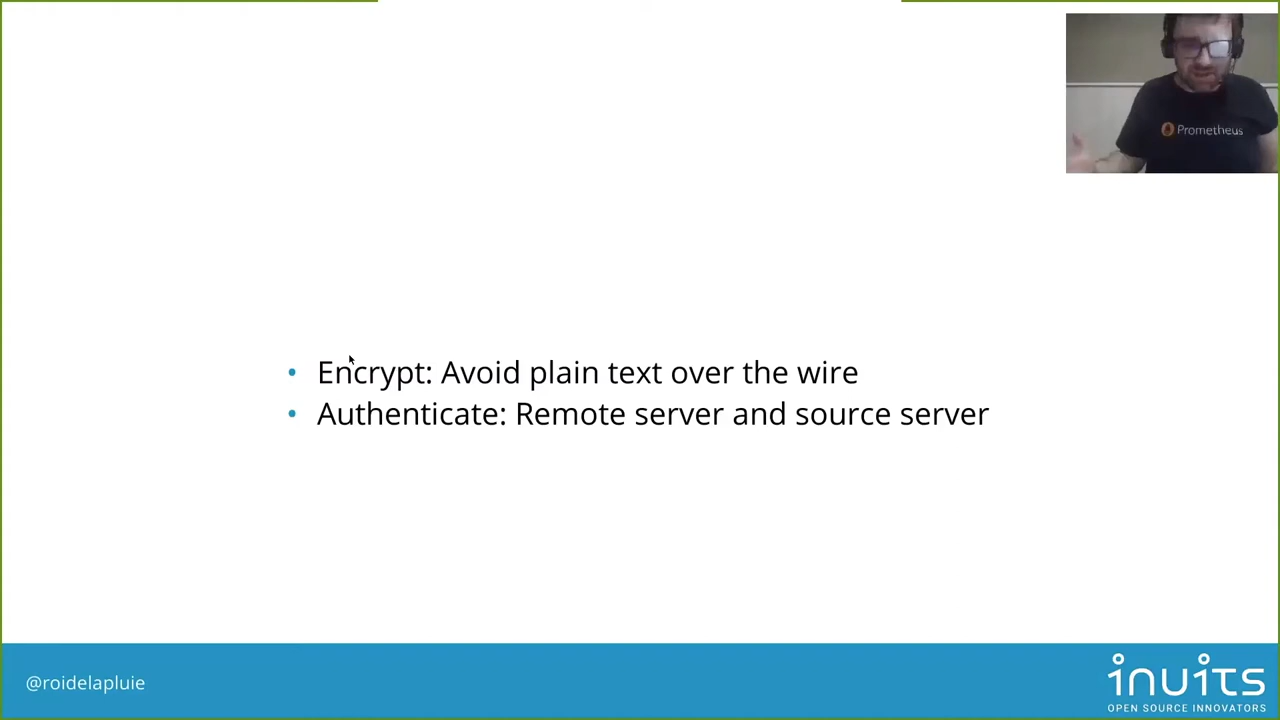 Prometheus
• Encrypt: Avoid plain text over the wire
• Authenticate: Remote server and source server
@roidelapluie
inuits
OPEN SOURCE INNOVATORS